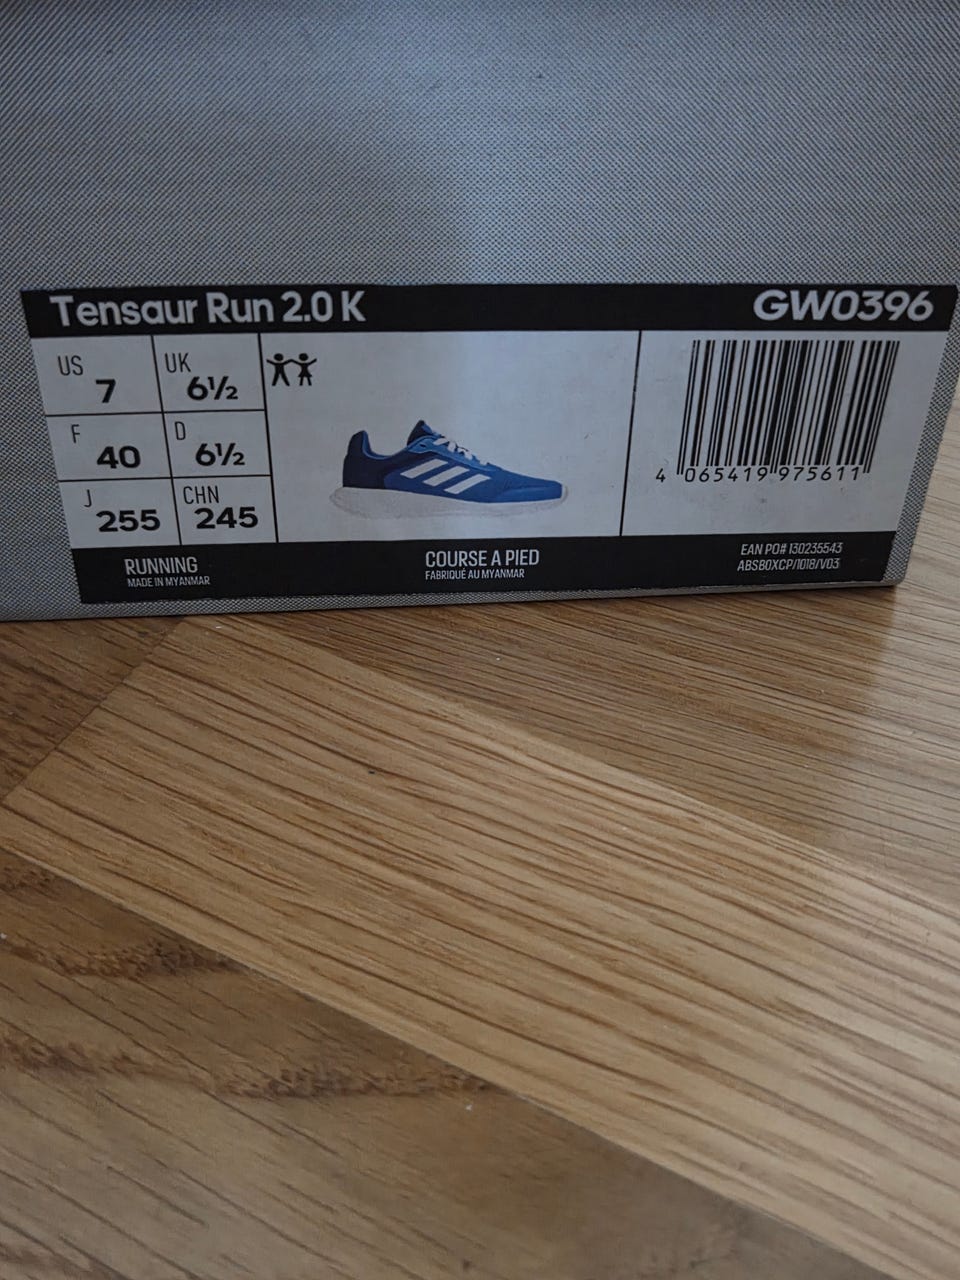 Tensaur Run 2.0 K GW0396
US 7 UK 6½
F 40 D 6½
J 255 CHN 245
4 065419 975611
RUNNING
MADE IN MYANMAR
COURSE A PIED
FABRIQUÉ AU MYANMAR
EAN PO# 130235543
ABSBOXCP/1018/V03